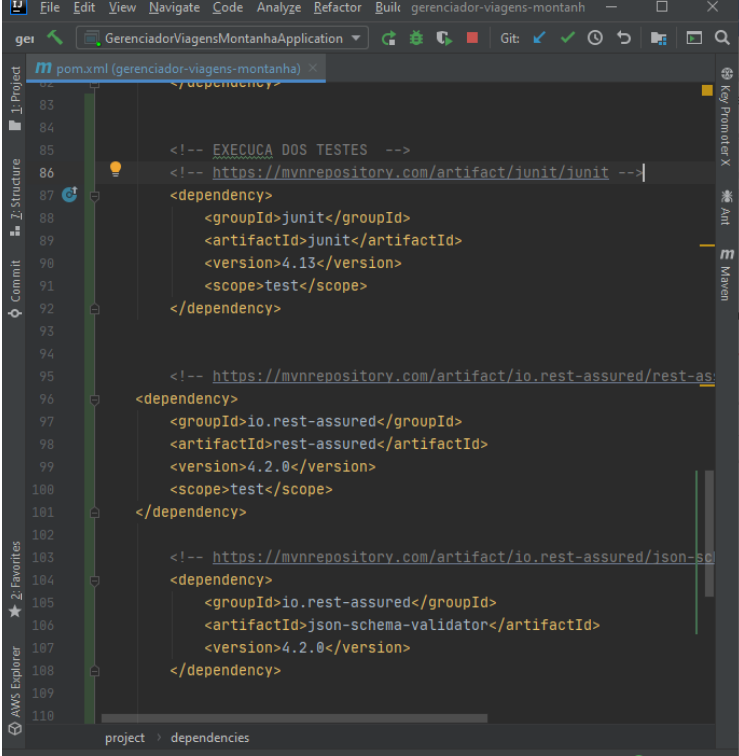 File Edit View Navigate Code Analyze Refactor Build gerenciador-viagens-montanh
ger GerenciadorViagensMontanhaApplication Git:
m pom.xml (gerenciador-viagens-montanha)
82 </dependency>
83
84
85 <!-- EXECUCA DOS TESTES -->
86 <!-- https://mvnrepository.com/artifact/junit/junit -->
87 <dependency>
88 <groupId>junit</groupId>
89 <artifactId>junit</artifactId>
90 <version>4.13</version>
91 <scope>test</scope>
92 </dependency>
93
94
95 <!-- https://mvnrepository.com/artifact/io.rest-assured/rest-ass
96 <dependency>
97 <groupId>io.rest-assured</groupId>
98 <artifactId>rest-assured</artifactId>
99 <version>4.2.0</version>
100 <scope>test</scope>
101 </dependency>
102
103 <!-- https://mvnrepository.com/artifact/io.rest-assured/json-sc
104 <dependency>
105 <groupId>io.rest-assured</groupId>
106 <artifactId>json-schema-validator</artifactId>
107 <version>4.2.0</version>
108 </dependency>
109
110
project > dependencies
1: Project
Z: Structure
Commit
2: Favorites
AWS Explorer
Key Promoter X
Ant
m Maven